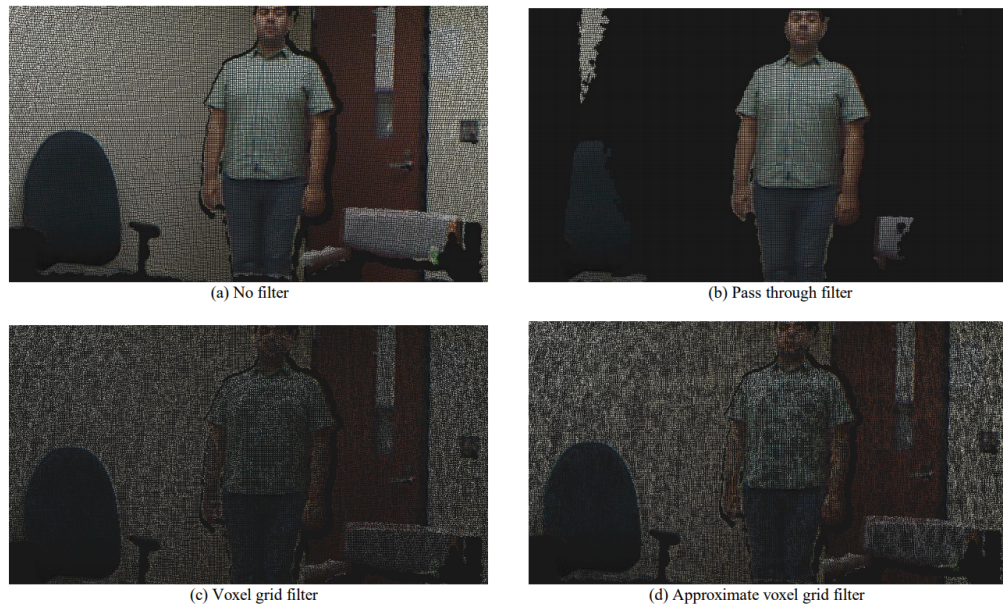 (a) No filter
(b) Pass through filter
(c) Voxel grid filter
(d) Approximate voxel grid filter